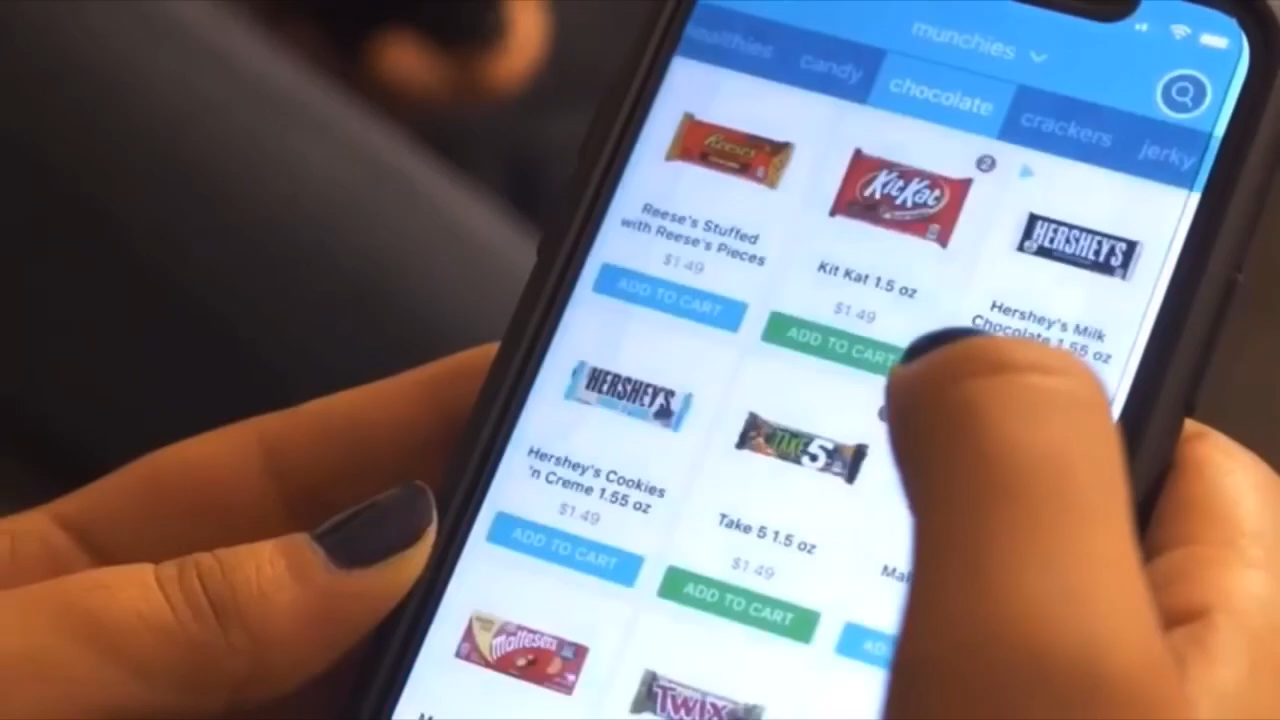 munchies
candy
chocolate
crackers
jerky
Reese's
KitKat
2
HERSHEY'S
Reese's Stuffed
with Reese's Pieces
$1.49
ADD TO CART
Kit Kat 1.5 oz
$1.49
ADD TO CART
Hershey's Milk
Chocolate 1.55 oz
HERSHEY'S
TAKE 5
Hershey's Cookies
'n Creme 1.55 oz
$1.49
ADD TO CART
Take 5 1.5 oz
$1.49
ADD TO CART
Maltesers
TWIX